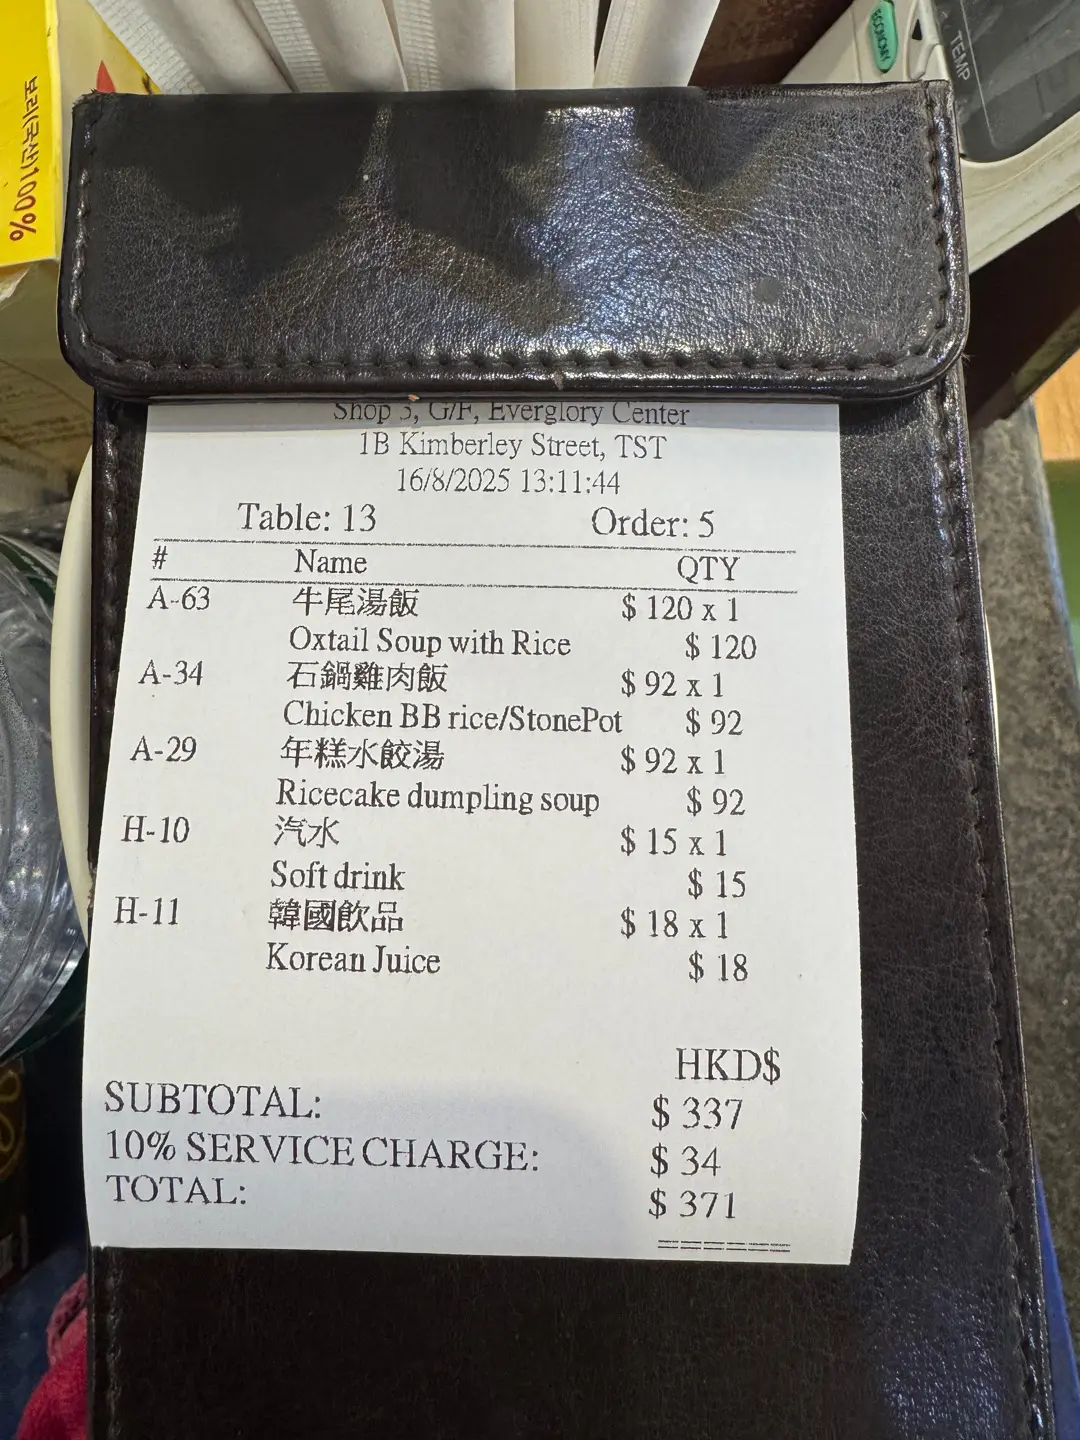 ECONOMY
TEMP
100%
Shop 3, G/F, Everglory Center
1B Kimberley Street, TST
16/8/2025 13:11:44
Table: 13 Order: 5
# Name QTY
A-63 牛尾湯飯 $ 120 x 1
Oxtail Soup with Rice $ 120
A-34 石鍋雞肉飯 $ 92 x 1
Chicken BB rice/StonePot $ 92
A-29 年糕水餃湯 $ 92 x 1
Ricecake dumpling soup $ 92
H-10 汽水 $ 15 x 1
Soft drink $ 15
H-11 韓國飲品 $ 18 x 1
Korean Juice $ 18
HKD$
SUBTOTAL: $ 337
10% SERVICE CHARGE: $ 34
TOTAL: $ 371